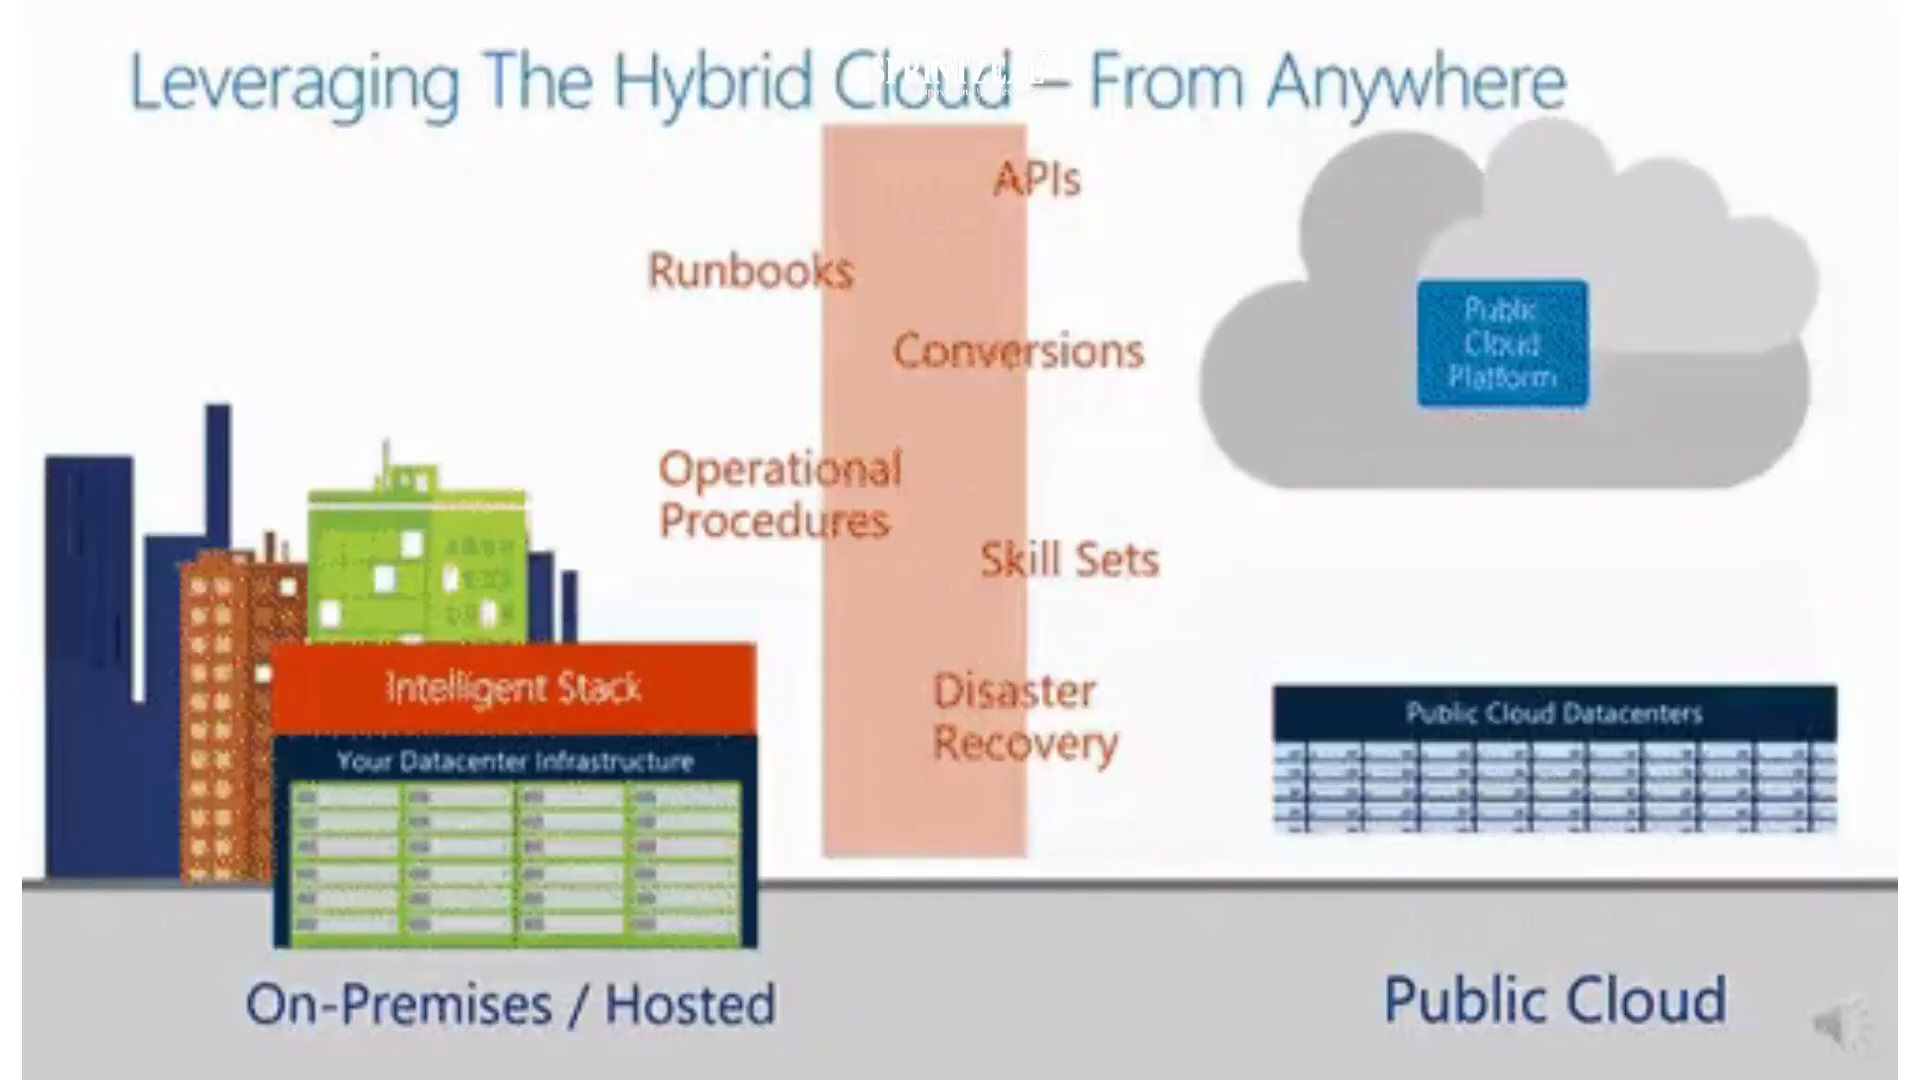 Leveraging The Hybrid Cloud – From Anywhere
SPRINTZEAL
APIs
Runbooks
Conversions
Public
Cloud
Platform
Operational
Procedures
Skill Sets
Intelligent Stack
Disaster
Recovery
Your Datacenter Infrastructure
Public Cloud Datacenters
On-Premises / Hosted
Public Cloud